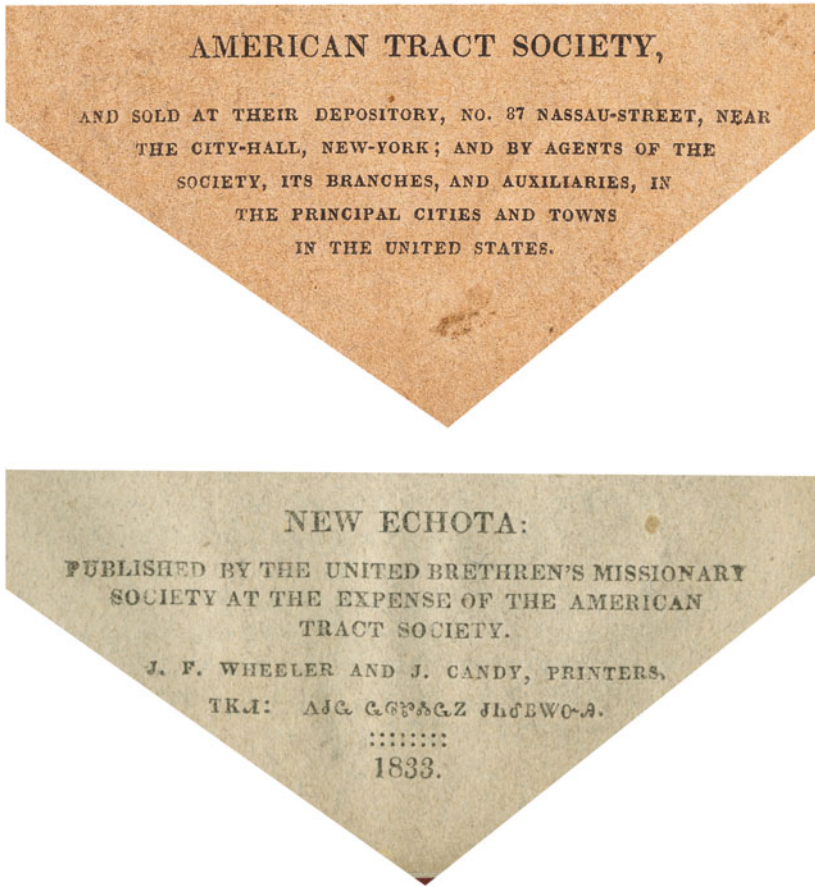 AMERICAN TRACT SOCIETY,
AND SOLD AT THEIR DEPOSITORY, NO. 87 NASSAU-STREET, NEAR
THE CITY-HALL, NEW-YORK; AND BY AGENTS OF THE
SOCIETY, ITS BRANCHES, AND AUXILIARIES, IN
THE PRINCIPAL CITIES AND TOWNS
IN THE UNITED STATES.
NEW ECHOTA:
PUBLISHED BY THE UNITED BRETHREN'S MISSIONARY
SOCIETY AT THE EXPENSE OF THE AMERICAN
TRACT SOCIETY.
J. F. WHEELER AND J. CANDY, PRINTERS.
ᎢᏦᏗ: ᏧᏂᎴᏴᏔᏅᎯ.
1833.